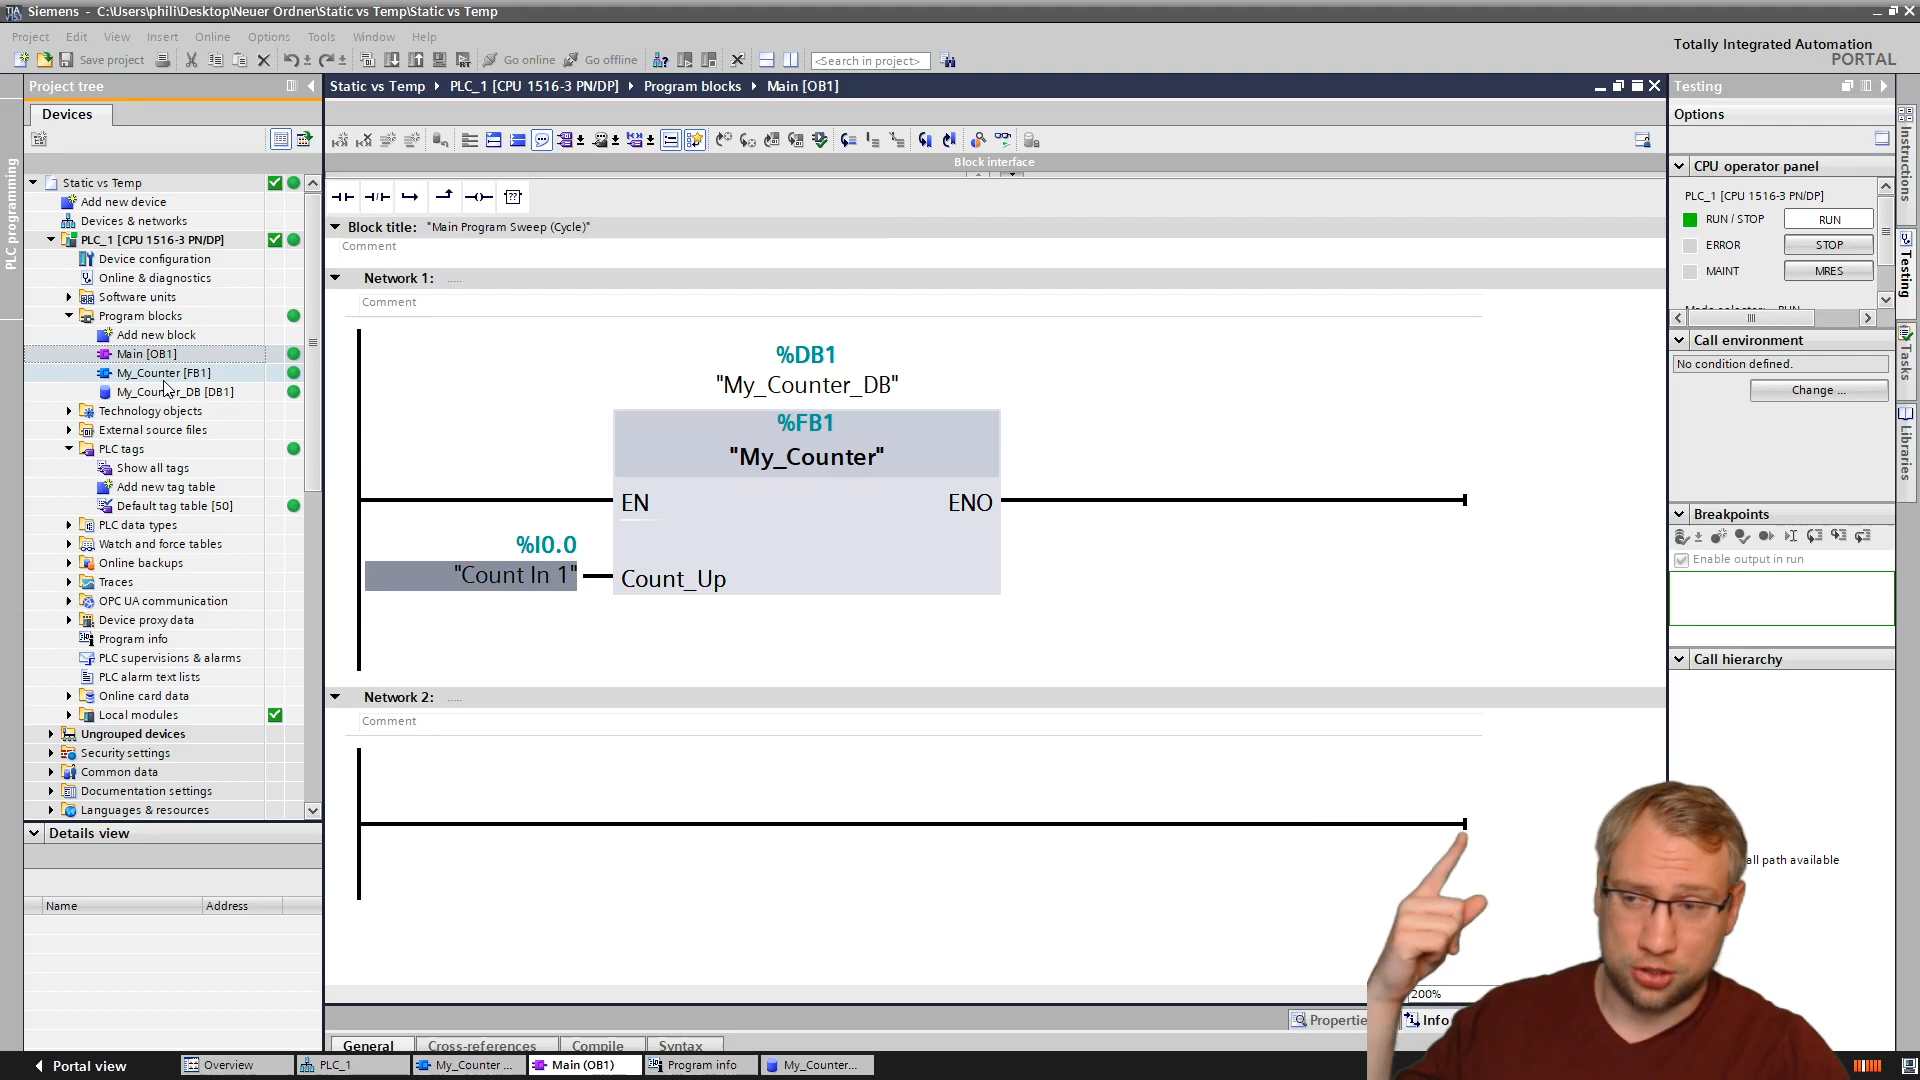 Siemens - C:\Users\phili\Desktop\Neuer Ordner\Static vs Temp\Static vs Temp
Project Edit View Insert Online Options Tools Window Help
Totally Integrated Automation
PORTAL
Save project
Go online
Go offline
<Search in project>
Project tree
Devices
PLC programming
Static vs Temp
Add new device
Devices & networks
PLC_1 [CPU 1516-3 PN/DP]
Device configuration
Online & diagnostics
Software units
Program blocks
Add new block
Main [OB1]
My_Counter [FB1]
My_Counter_DB [DB1]
Technology objects
External source files
PLC tags
Show all tags
Add new tag table
Default tag table [50]
PLC data types
Watch and force tables
Online backups
Traces
OPC UA communication
Device proxy data
Program info
PLC supervisions & alarms
PLC alarm text lists
Online card data
Local modules
Ungrouped devices
Security settings
Common data
Documentation settings
Languages & resources
Details view
Name
Address
Static vs Temp PLC_1 [CPU 1516-3 PN/DP] Program blocks Main [OB1]
Block interface
Block title: "Main Program Sweep (Cycle)"
Comment
Network 1: .....
Comment
%DB1
"My_Counter_DB"
%FB1
"My_Counter"
EN
ENO
%I0.0
"Count In 1"
Count_Up
Network 2: .....
Comment
200%
Info
General
Cross-references
Compile
Syntax
Testing
Options
CPU operator panel
PLC_1 [CPU 1516-3 PN/DP]
RUN / STOP
RUN
ERROR
STOP
MAINT
MRES
Call environment
No condition defined.
Change ...
Breakpoints
Enable output in run
Call hierarchy
all path available
Instructions
Testing
Tasks
Libraries
Portal view
Overview
PLC_1
My_Counter ...
Main (OB1)
Program info
My_Counter...